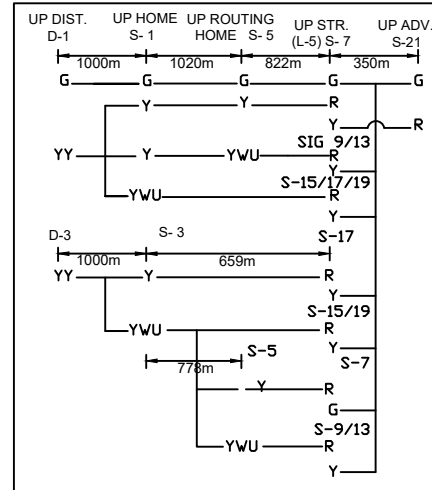 UP DIST. UP HOME UP ROUTING UP STR. UP ADV.
D-1 S- 1 HOME S- 5 (L-5) S- 7 S-21
1000m 1020m 822m 350m
G G G G G
Y Y R
Y R
SIG 9/13
YY Y YWU R
Y
S-15/17/19
YWU R
Y
S-17
D-3 S- 3
1000m 659m
YY Y R
Y
S-15/19
YWU R
S-5 Y S-7
778m
Y R
G
S-9/13
YWU R
Y